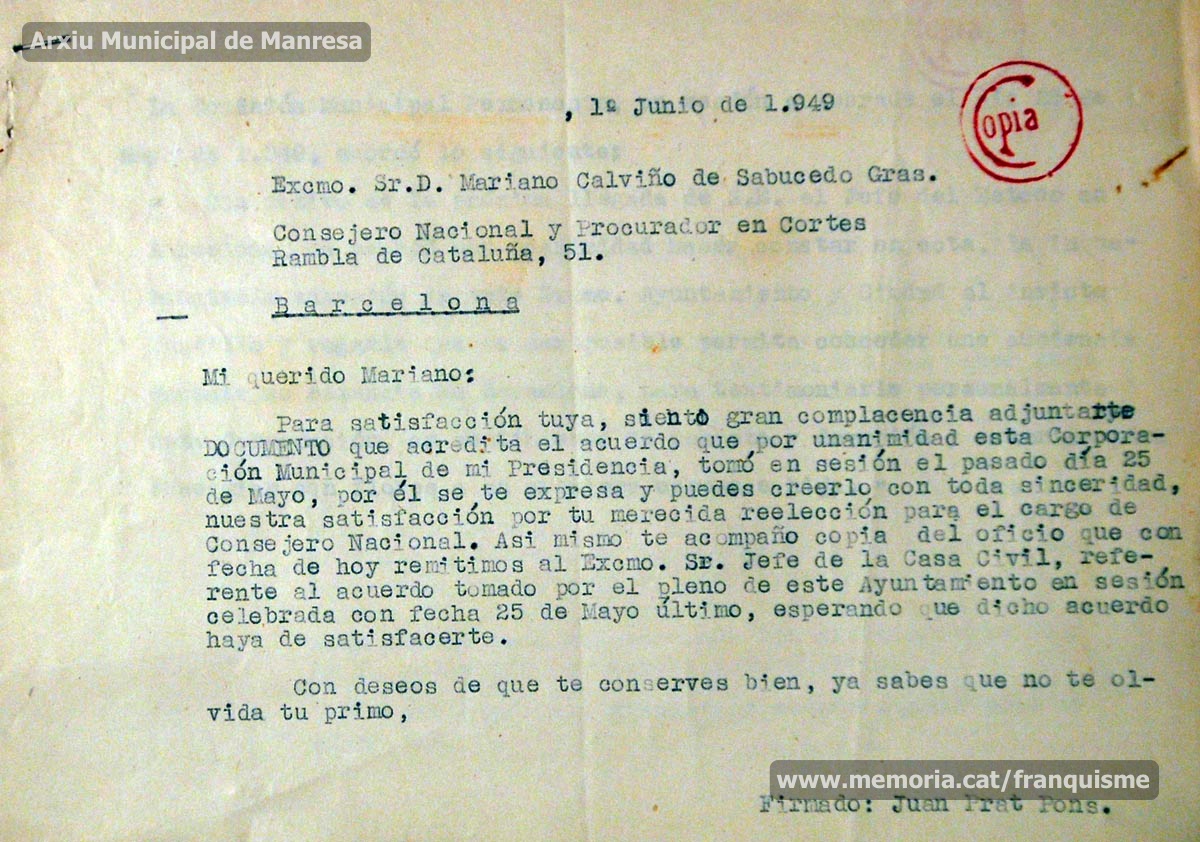 Arxiu Municipal de Manresa
, 1ª Junio de 1.949
Copia
Excmo. Sr.D. Mariano Calviño de Sabucedo Grás.
Consejero Nacional y Procurador en Cortes
Rambla de Cataluña, 51.
Barcelona
Mi querido Mariano:
Para satisfacción tuya, siento gran complacencia adjuntarte
DOCUMENTO que acredita el acuerdo que por unanimidad esta Corpora-
ción Municipal de mi Presidencia, tomó en sesión el pasado día 25
de Mayo, por él se te expresa y puedes creerlo con toda sinceridad,
nuestra satisfacción por tu merecida reelección para el cargo de
Consejero Nacional. Asi mismo te acompaño copia del oficio que con
fecha de hoy remitimos al Excmo. Sr. Jefe de la Casa Civil, refe-
rente al acuerdo tomado por el pleno de este Ayuntamiento en sesión
celebrada con fecha 25 de Mayo último, esperando que dicho acuerdo
haya de satisfacerte.
Con deseos de que te conserves bien, ya sabes que no te ol-
vida tu primo,
www.memoria.cat/franquisme
Firmado: Juan Prat Pons.